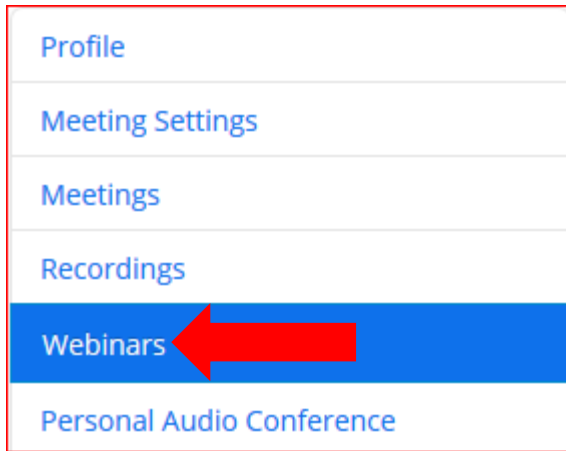 Profile
Meeting Settings
Meetings
Recordings
Webinars
Personal Audio Conference